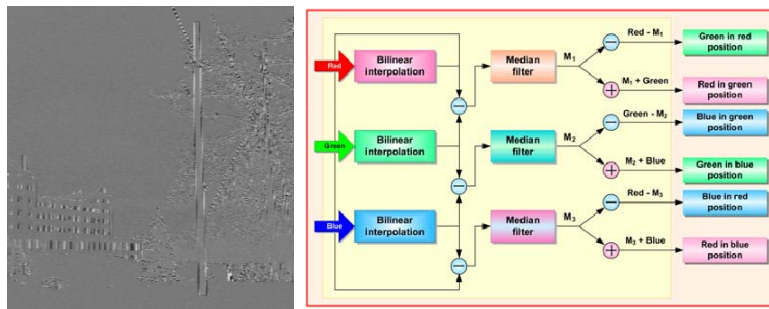 Red
Bilinear
interpolation
Median
filter
M₁
Red - M₁
Green in red
position
M₁ + Green
Red in green
position
Green
Bilinear
interpolation
Median
filter
M₂
Green - M₂
Blue in green
position
M₂ + Blue
Green in blue
position
Blue
Bilinear
interpolation
Median
filter
M₃
Red - M₃
Blue in red
position
M₃ + Blue
Red in blue
position